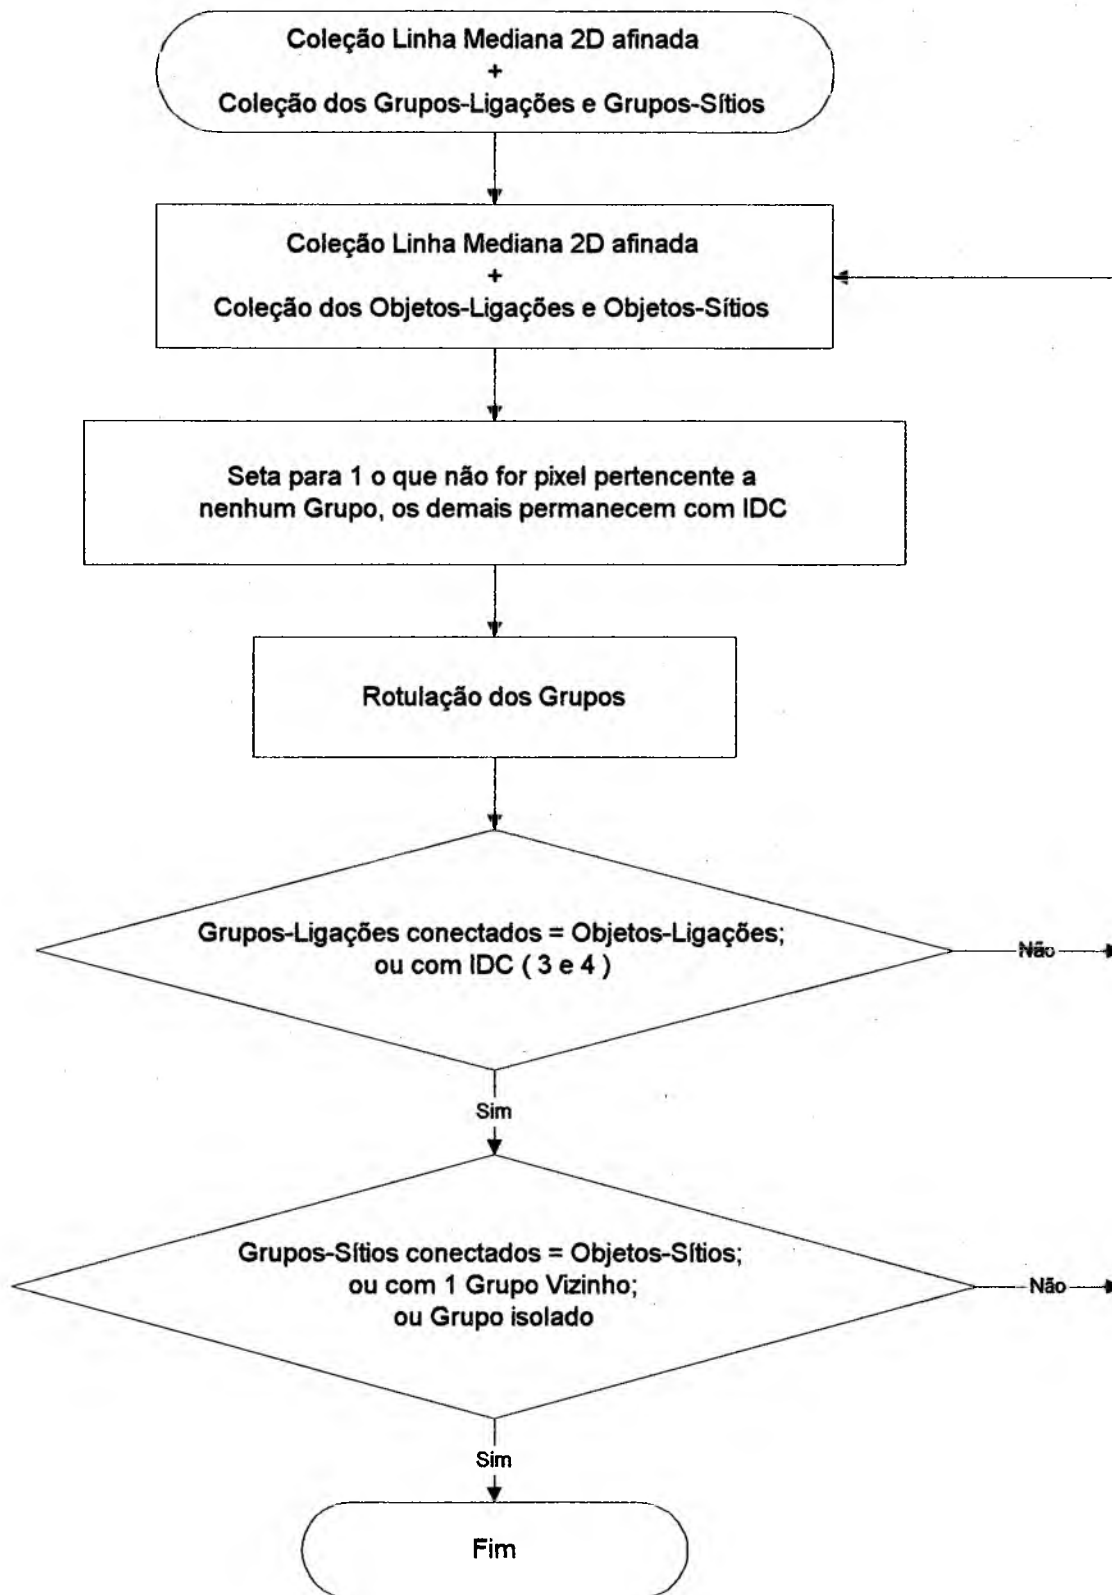 Coleção Linha Mediana 2D afinada
+
Coleção dos Grupos-Ligações e Grupos-Sítios
Coleção Linha Mediana 2D afinada
+
Coleção dos Objetos-Ligações e Objetos-Sítios
Seta para 1 o que não for pixel pertencente a
nenhum Grupo, os demais permanecem com IDC
Rotulação dos Grupos
Grupos-Ligações conectados = Objetos-Ligações;
ou com IDC ( 3 e 4 )
Não
Sim
Grupos-Sítios conectados = Objetos-Sítios;
ou com 1 Grupo Vizinho;
ou Grupo isolado
Não
Sim
Fim